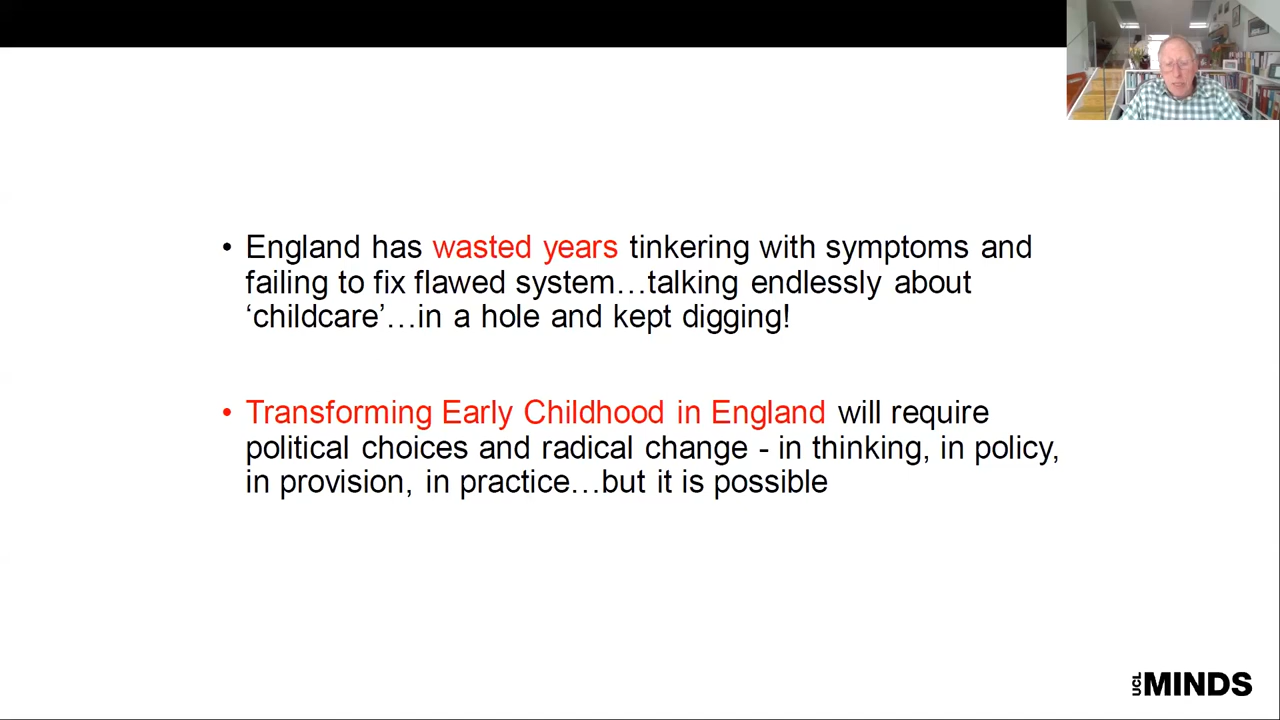 • England has wasted years tinkering with symptoms and
failing to fix flawed system…talking endlessly about
‘childcare’…in a hole and kept digging!
• Transforming Early Childhood in England will require
political choices and radical change - in thinking, in policy,
in provision, in practice…but it is possible
UCL MINDS